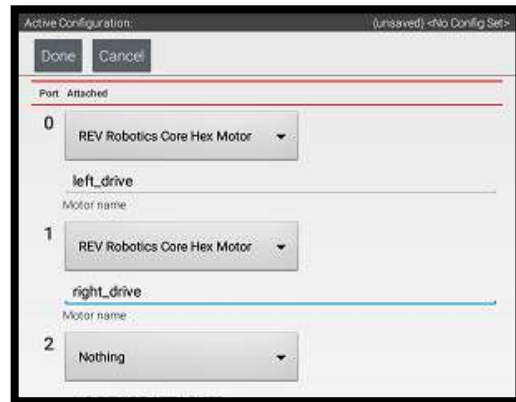 Active Configuration: (unsaved) <No Config Set>
Done Cancel
Port Attached
0
REV Robotics Core Hex Motor
left_drive
Motor name
1
REV Robotics Core Hex Motor
right_drive
Motor name
2
Nothing